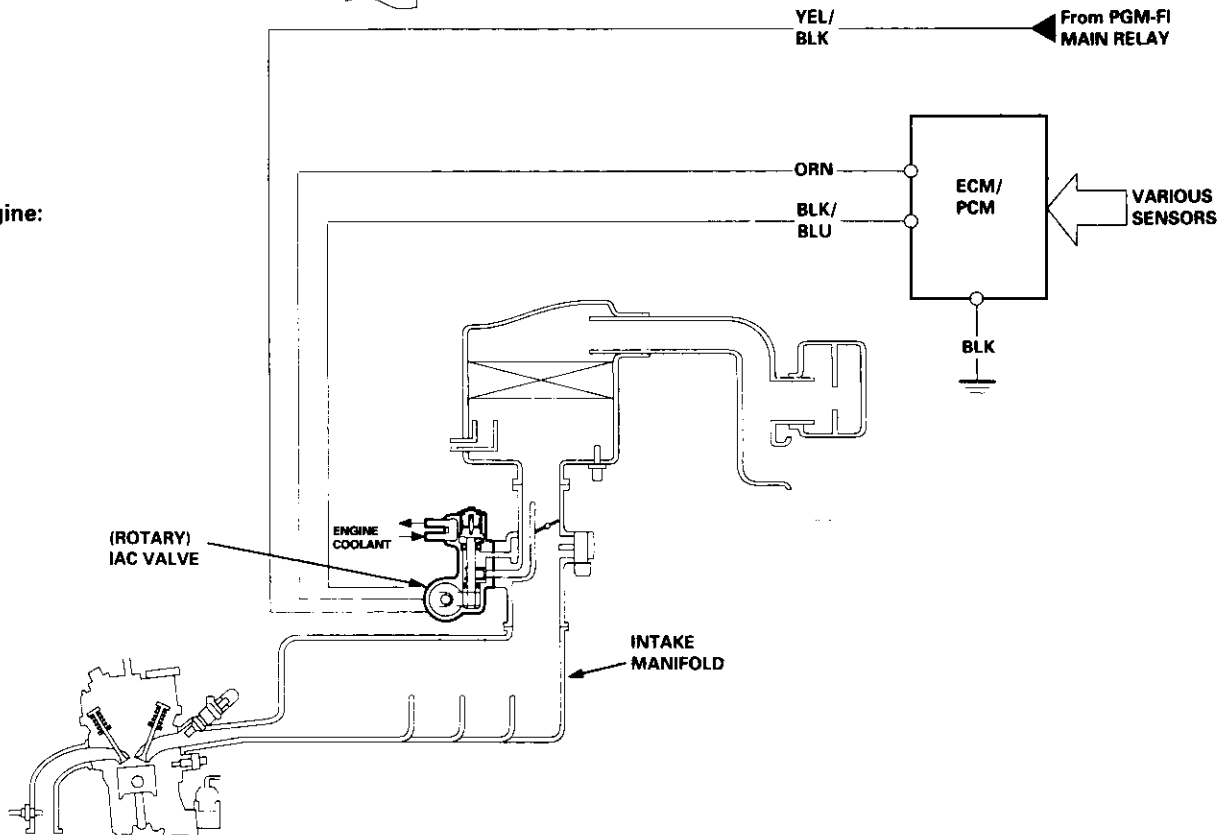 YEL/
BLK
From PGM-FI
MAIN RELAY
ORN
ECM/
PCM
VARIOUS
SENSORS
gine:
BLK/
BLU
BLK
(ROTARY)
IAC VALVE
ENGINE
COOLANT
INTAKE
MANIFOLD